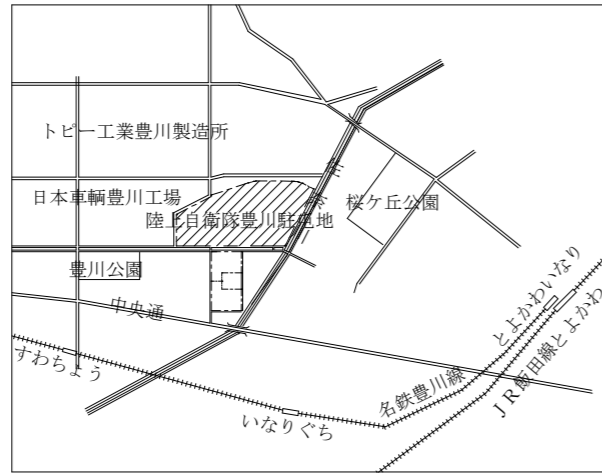 トピー工業豊川製造所
日本車輌豊川工場
陸上自衛隊豊川駐屯地
桜ケ丘公園
豊川公園
中央通
すわちょう
いなりぐち
名鉄豊川線
とよかわいなり
JR飯田線とよかわ